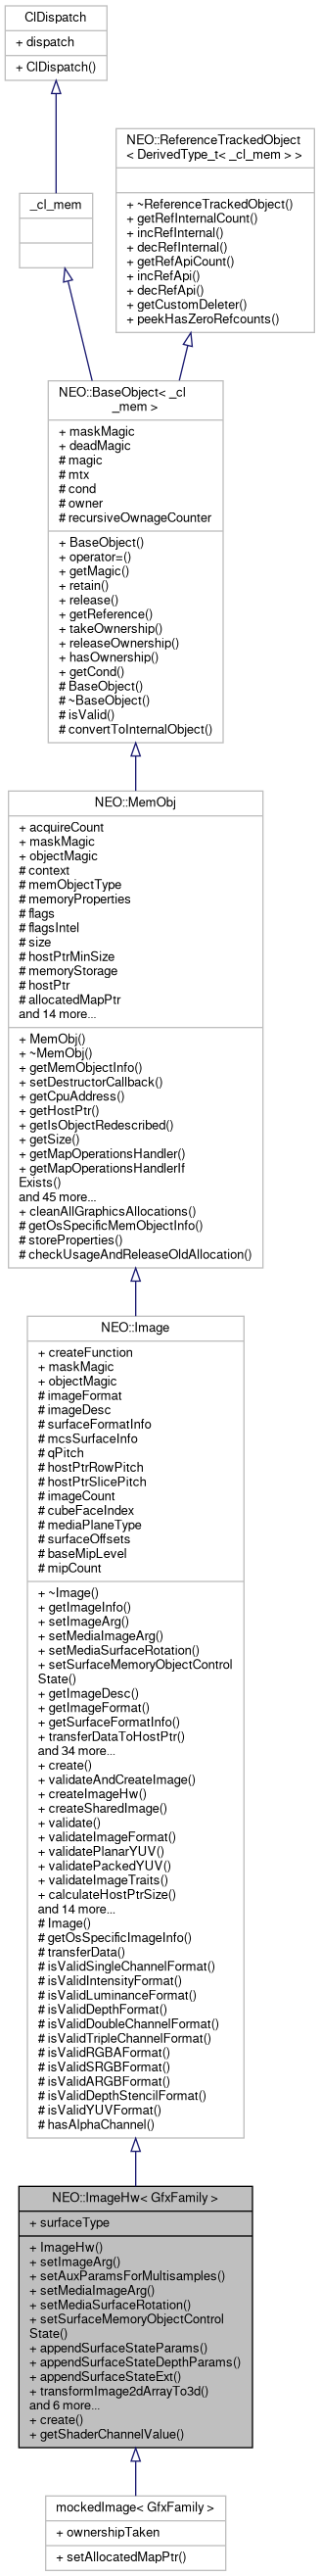 ClDispatch
+ dispatch
+ ClDispatch()
_cl_mem
NEO::ReferenceTrackedObject
< DerivedType_t< _cl_mem > >
+ ~ReferenceTrackedObject()
+ getRefInternalCount()
+ incRefInternal()
+ decRefInternal()
+ getRefApiCount()
+ incRefApi()
+ decRefApi()
+ getCustomDeleter()
+ peekHasZeroRefcounts()
NEO::BaseObject< _cl
_mem >
+ maskMagic
+ deadMagic
# magic
# mtx
# cond
# owner
# recursiveOwnageCounter
+ BaseObject()
+ operator=()
+ getMagic()
+ retain()
+ release()
+ getReference()
+ takeOwnership()
+ releaseOwnership()
+ hasOwnership()
+ getCond()
# BaseObject()
# ~BaseObject()
# isValid()
# convertToInternalObject()
NEO::MemObj
+ acquireCount
+ maskMagic
+ objectMagic
# context
# memObjectType
# memoryProperties
# flags
# flagsIntel
# size
# hostPtrMinSize
# memoryStorage
# hostPtr
# allocatedMapPtr
and 14 more...
+ MemObj()
+ ~MemObj()
+ getMemObjectInfo()
+ setDestructorCallback()
+ getCpuAddress()
+ getHostPtr()
+ getIsObjectRedescribed()
+ getSize()
+ getMapOperationsHandler()
+ getMapOperationsHandlerIf
Exists()
and 45 more...
+ cleanAllGraphicsAllocations()
# getOsSpecificMemObjectInfo()
# storeProperties()
# checkUsageAndReleaseOldAllocation()
NEO::Image
+ createFunction
+ maskMagic
+ objectMagic
# imageFormat
# imageDesc
# surfaceFormatInfo
# mcsSurfaceInfo
# qPitch
# hostPtrRowPitch
# hostPtrSlicePitch
# imageCount
# cubeFaceIndex
# mediaPlaneType
# surfaceOffsets
# baseMipLevel
# mipCount
+ ~Image()
+ getImageInfo()
+ setImageArg()
+ setMediaImageArg()
+ setMediaSurfaceRotation()
+ setSurfaceMemoryObjectControl
State()
+ getImageDesc()
+ getImageFormat()
+ getSurfaceFormatInfo()
+ transferDataToHostPtr()
and 34 more...
+ create()
+ validateAndCreateImage()
+ createImageHw()
+ createSharedImage()
+ validate()
+ validateImageFormat()
+ validatePlanarYUV()
+ validatePackedYUV()
+ validateImageTraits()
+ calculateHostPtrSize()
and 14 more...
# Image()
# getOsSpecificImageInfo()
# transferData()
# isValidSingleChannelFormat()
# isValidIntensityFormat()
# isValidLuminanceFormat()
# isValidDepthFormat()
# isValidDoubleChannelFormat()
# isValidTripleChannelFormat()
# isValidRGBAFormat()
# isValidSRGBFormat()
# isValidARGBFormat()
# isValidDepthStencilFormat()
# isValidYUVFormat()
# hasAlphaChannel()
NEO::ImageHw< GfxFamily >
+ surfaceType
+ ImageHw()
+ setImageArg()
+ setAuxParamsForMultisamples()
+ setMediaImageArg()
+ setMediaSurfaceRotation()
+ setSurfaceMemoryObjectControl
State()
+ appendSurfaceStateParams()
+ appendSurfaceStateDepthParams()
+ appendSurfaceStateExt()
+ transformImage2dArrayTo3d()
and 6 more...
+ create()
+ getShaderChannelValue()
mockedImage< GfxFamily >
+ ownershipTaken
+ setAllocatedMapPtr()